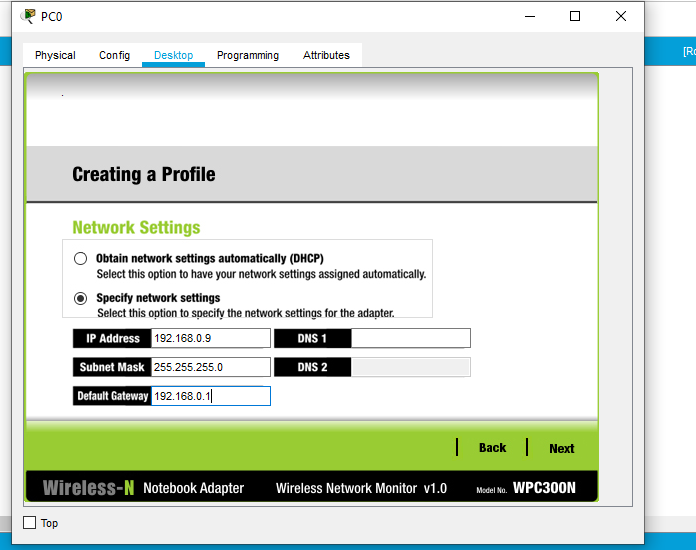 PC0
Physical Config Desktop Programming Attributes
Creating a Profile
Network Settings
Obtain network settings automatically (DHCP)
Select this option to have your network settings assigned automatically.
Specify network settings
Select this option to specify the network settings for the adapter.
IP Address 192.168.0.9 DNS 1
Subnet Mask 255.255.255.0 DNS 2
Default Gateway 192.168.0.1
Back Next
Wireless-N Notebook Adapter Wireless Network Monitor v1.0 Model No. WPC300N
Top